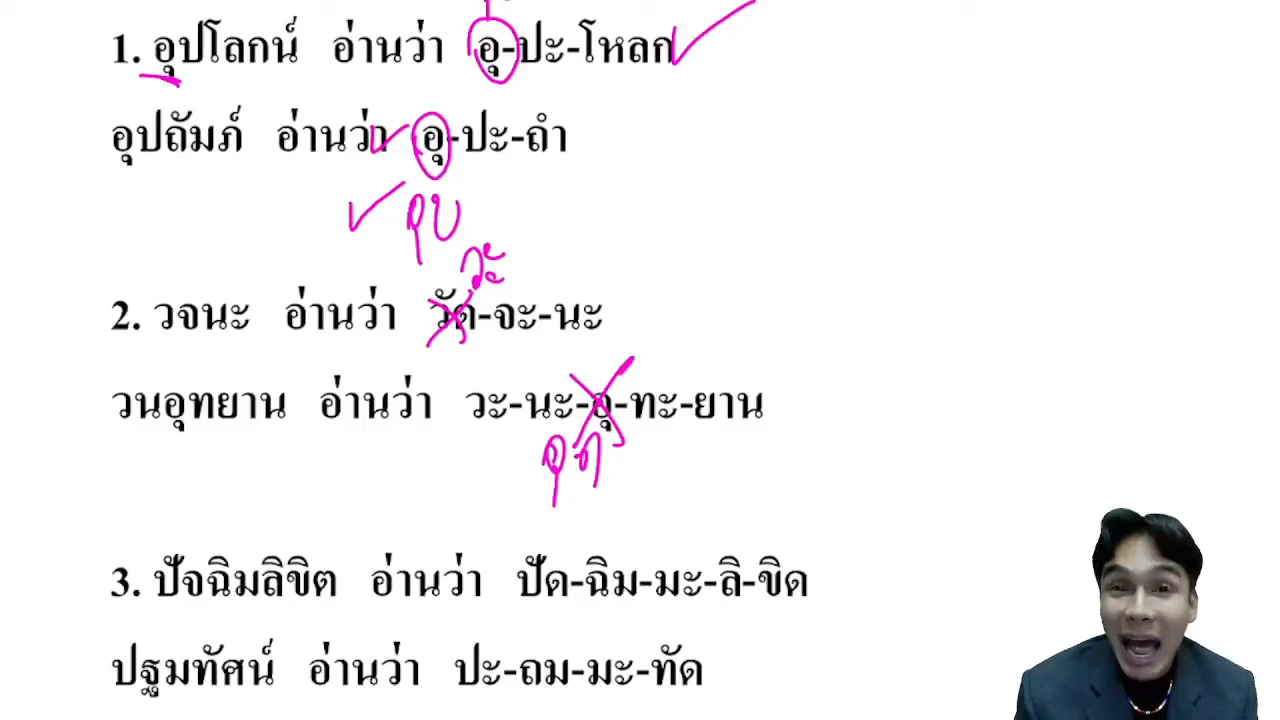 1. อุปโลกน์ อ่านว่า อุ-ปะ-โหลก
อุปถัมภ์ อ่านว่า อุ-ปะ-ถำ
อุบ
วะ
2. วจนะ อ่านว่า วัด-จะ-นะ
วนอุทยาน อ่านว่า วะ-นะ-อุ-ทะ-ยาน
อุด
3. ปัจฉิมลิขิต อ่านว่า ปัด-ฉิม-มะ-ลิ-ขิด
ปฐมทัศน์ อ่านว่า ปะ-ถม-มะ-ทัด